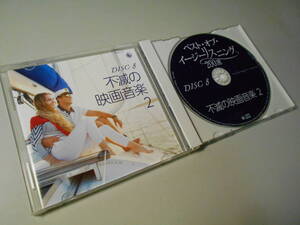 DISC 8
不滅の
映画音楽
2
ベスト・オブ・
イージーリスニング
DISC 8
不滅の映画音楽 2